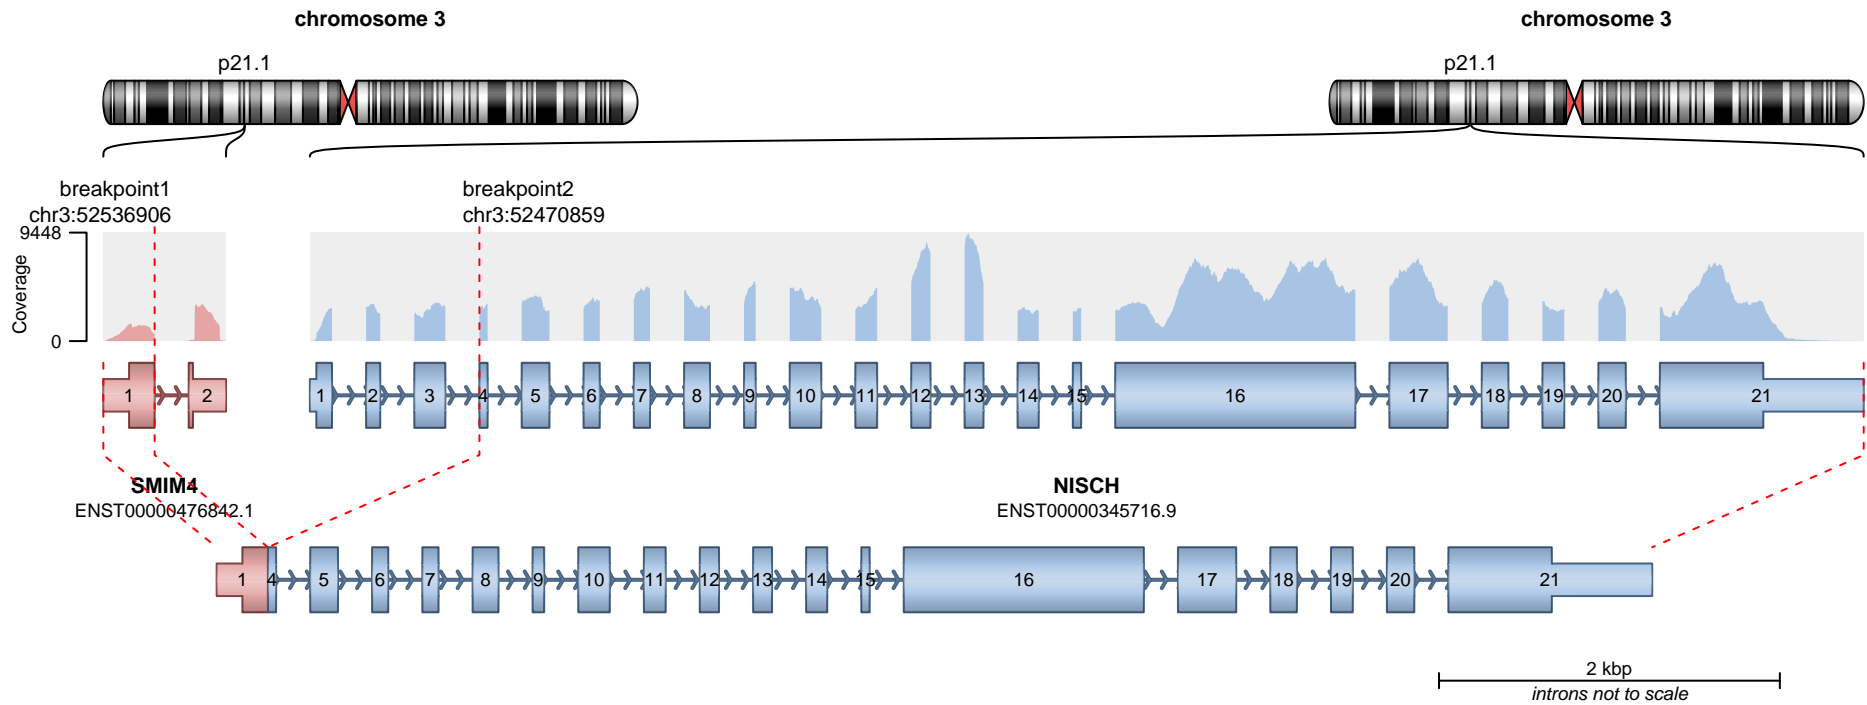 chromosome 3 chromosome 3
p21.1 p21.1
breakpoint1 breakpoint2
chr3:52536906 chr3:52470859
9448
Coverage
0
1 2 1 2 3 4 5 6 7 8 9 10 11 12 13 14 15 16 17 18 19 20 21
SMIM4 NISCH
ENST00000476842.1 ENST00000345716.9
1 4 5 6 7 8 9 10 11 12 13 14 15 16 17 18 19 20 21
2 kbp
introns not to scale